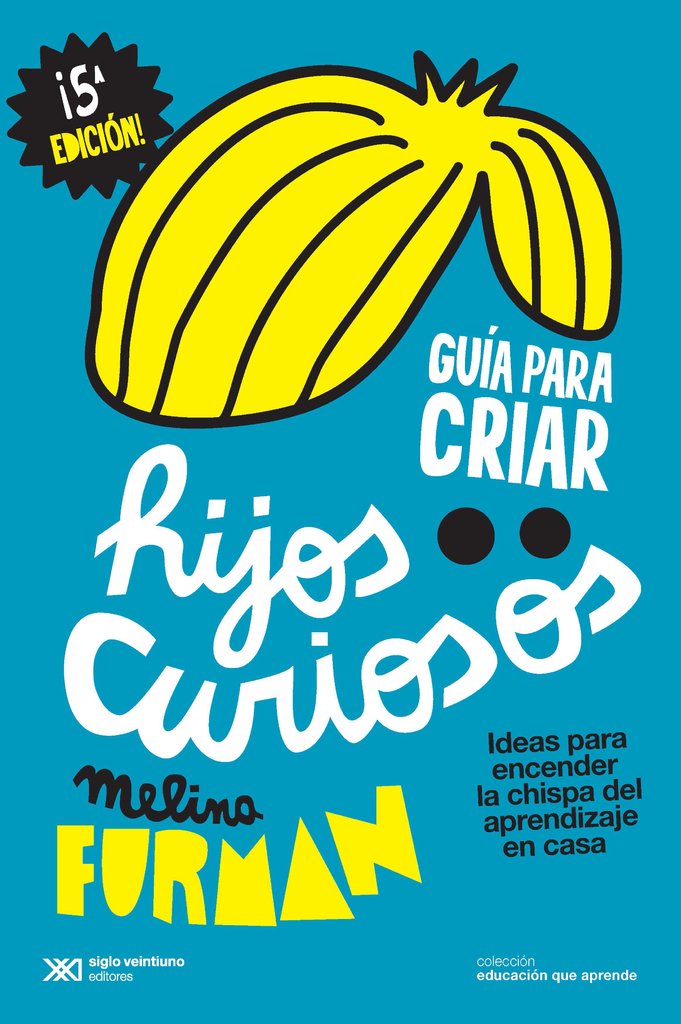 ¡5ᴬ
EDICIÓN!
GUÍA PARA
CRIAR
hijos
curiosos
Ideas para
encender
la chispa del
aprendizaje
en casa
melina
FURMAN
siglo veintiuno
editores
colección
educación que aprende